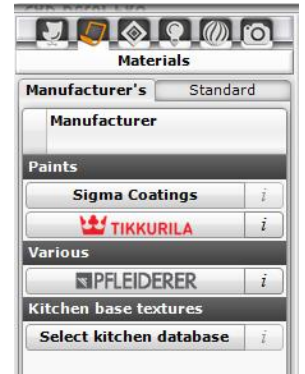 Materials
Manufacturer's Standard
Manufacturer
Paints
Sigma Coatings i
TIKKURILA i
Various
PFLEIDERER i
Kitchen base textures
Select kitchen database i